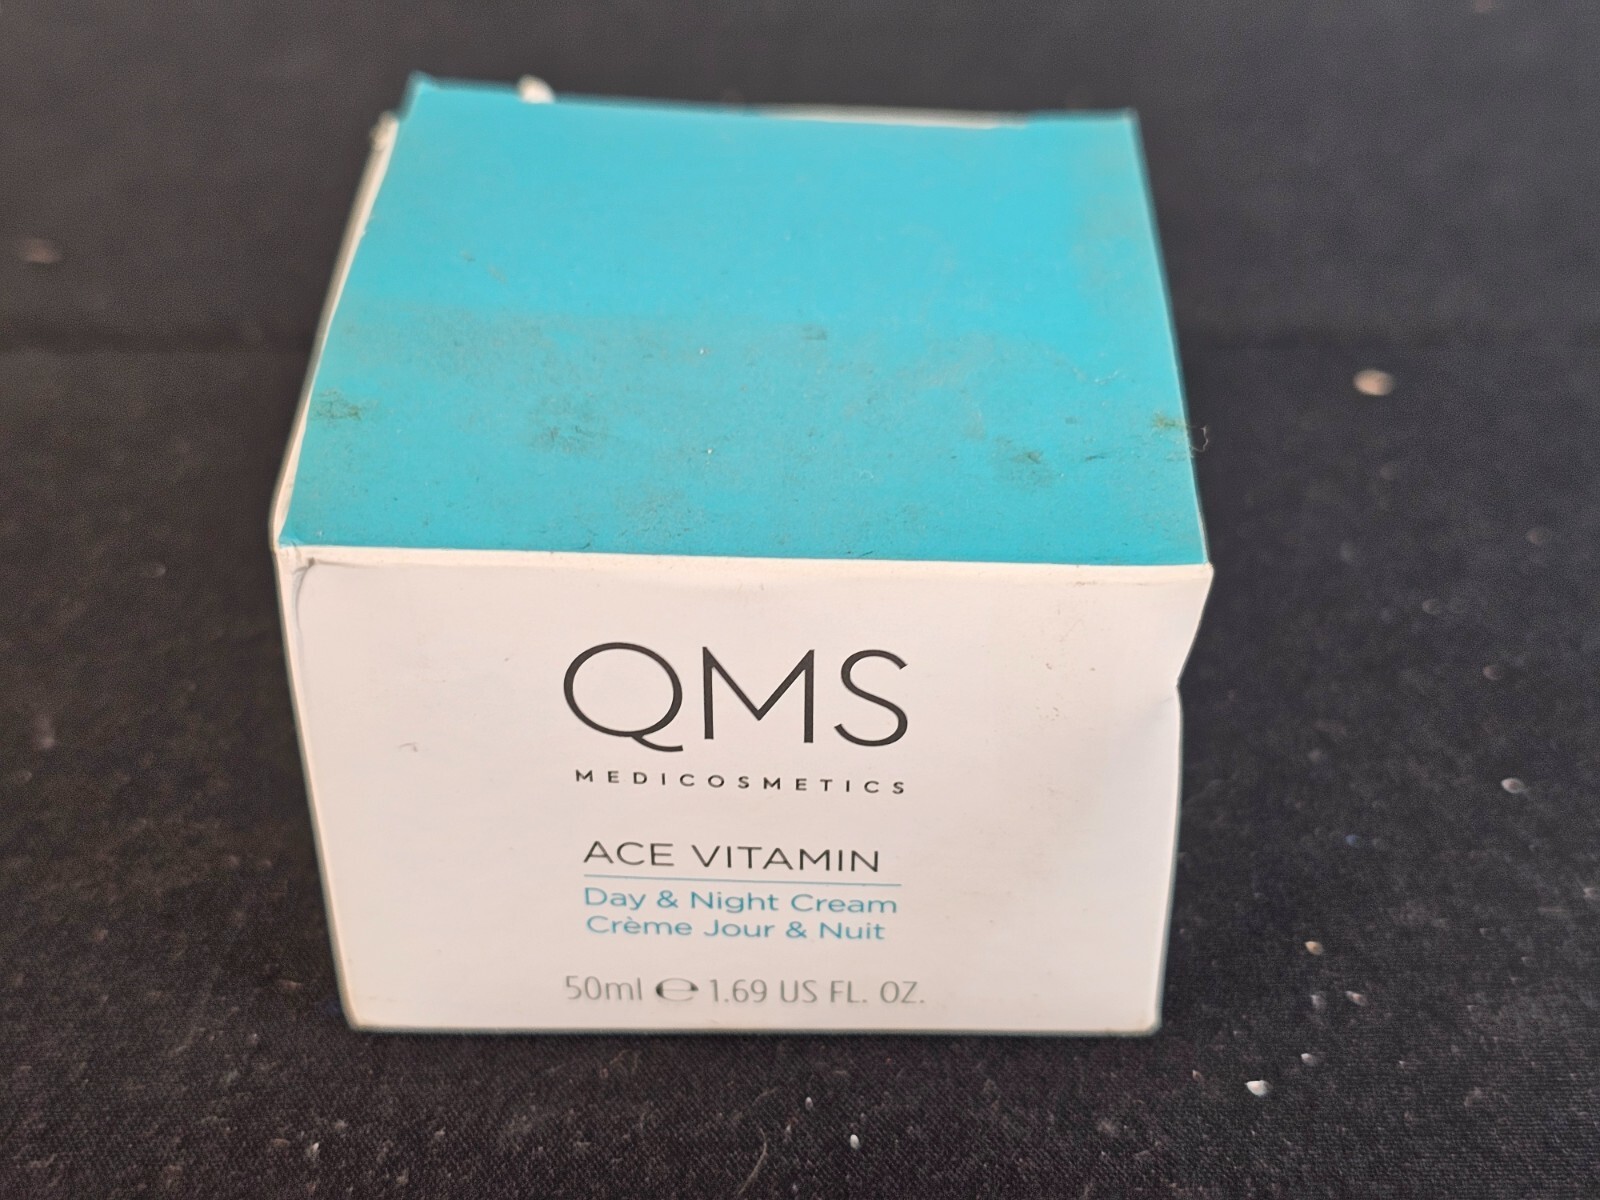 QMS
MEDICOSMETICS
ACE VITAMIN
Day & Night Cream
Crème Jour & Nuit
50ml ℮ 1.69 US FL. OZ.